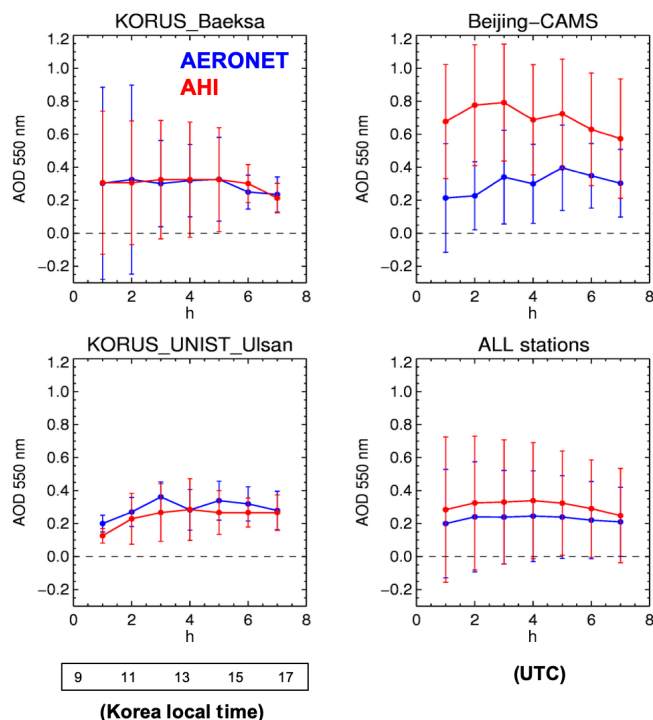 KORUS_Baeksa
AOD 550 nm
1.2
1.0
0.8
0.6
0.4
0.2
0.0
−0.2
AERONET
AHI
0 2 4 6 8
h
Beijing−CAMS
AOD 550 nm
1.2
1.0
0.8
0.6
0.4
0.2
0.0
−0.2
0 2 4 6 8
h
KORUS_UNIST_Ulsan
AOD 550 nm
1.2
1.0
0.8
0.6
0.4
0.2
0.0
−0.2
0 2 4 6 8
h
ALL stations
AOD 550 nm
1.2
1.0
0.8
0.6
0.4
0.2
0.0
−0.2
0 2 4 6 8
h
9 11 13 15 17
(Korea local time)
(UTC)